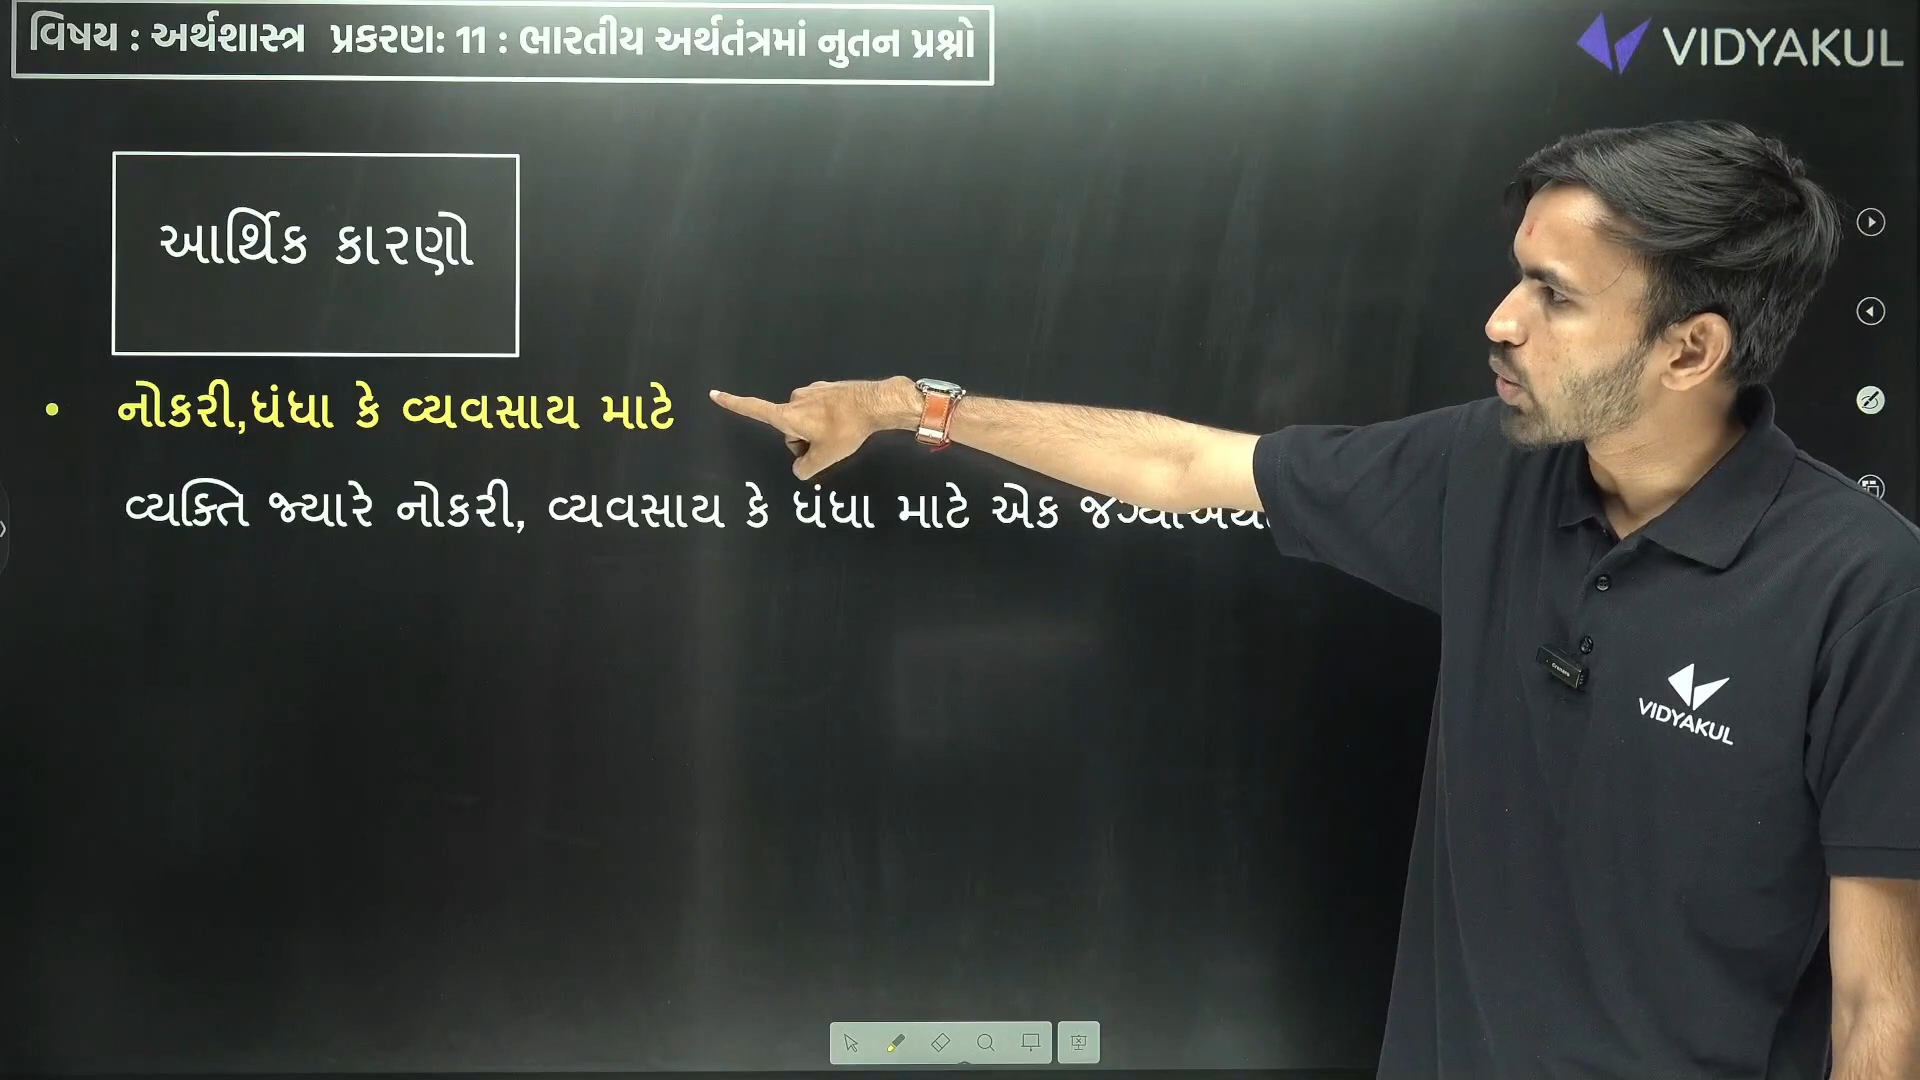 વિષય : અર્થશાસ્ત્ર પ્રકરણ: 11 : ભારતીય અર્થતંત્રમાં નુતન પ્રશ્નો
VIDYAKUL
આર્થિક કારણો
• નોકરી,ધંધા કે વ્યવસાય માટે
વ્યક્તિ જ્યારે નોકરી, વ્યવસાય કે ધંધા માટે એક
VIDYAKUL